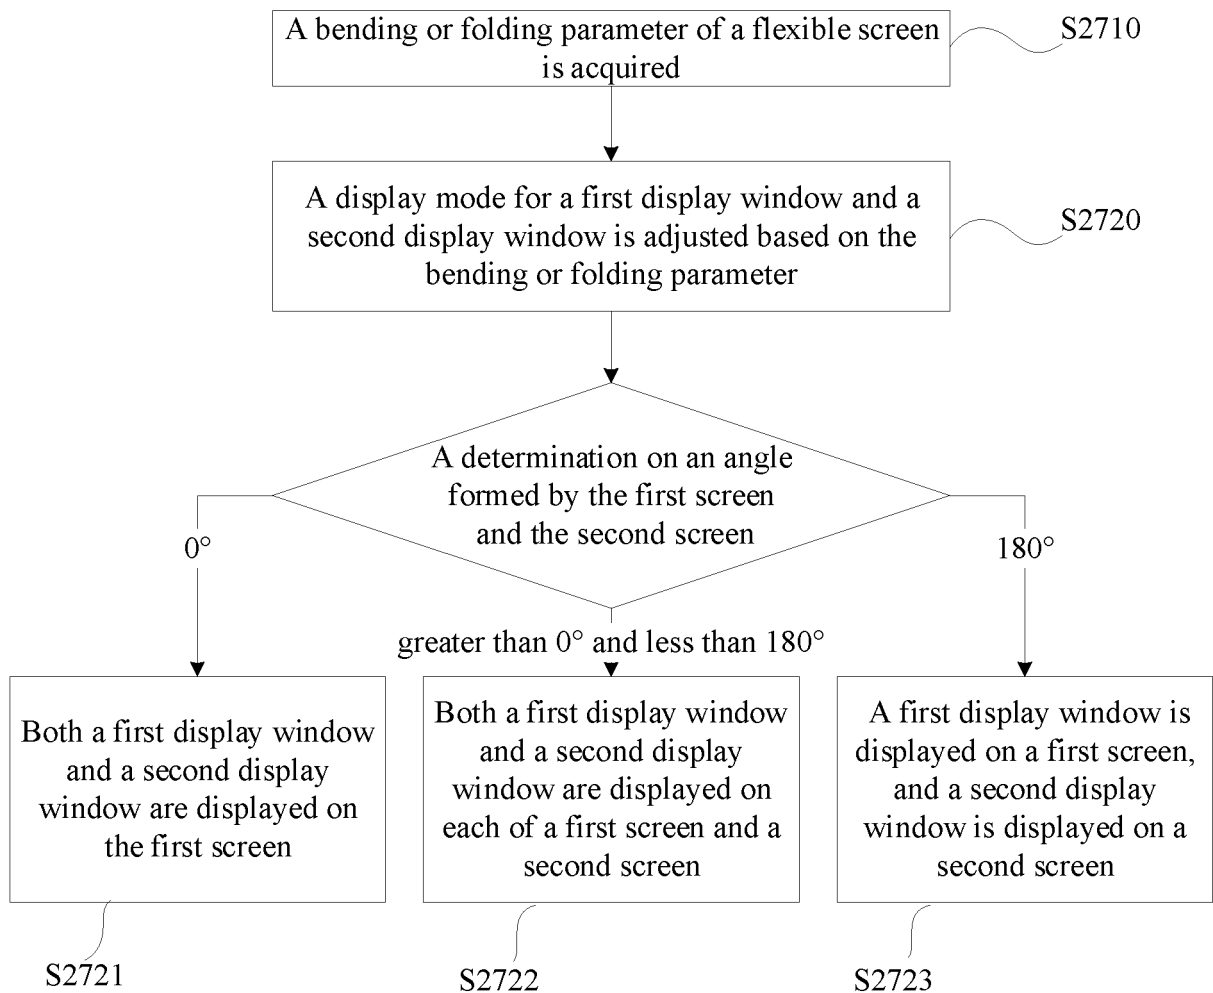 A bending or folding parameter of a flexible screen
is acquired
S2710
A display mode for a first display window and a
second display window is adjusted based on the
bending or folding parameter
S2720
A determination on an angle
formed by the first screen
and the second screen
0°
180°
greater than 0° and less than 180°
Both a first display window
and a second display
window are displayed on
the first screen
Both a first display window
and a second display
window are displayed on
each of a first screen and a
second screen
A first display window is
displayed on a first screen,
and a second display
window is displayed on a
second screen
S2721
S2722
S2723